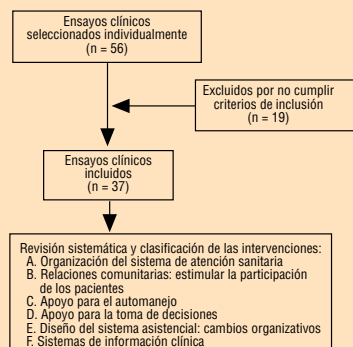 Ensayos clínicos
seleccionados individualmente
(n = 56)
Excluidos por no cumplir
criterios de inclusión
(n = 19)
Ensayos clínicos
incluidos
(n = 37)
Revisión sistemática y clasificación de las intervenciones:
A. Organización del sistema de atención sanitaria
B. Relaciones comunitarias: estimular la participación
de los pacientes
C. Apoyo para el automanejo
D. Apoyo para la toma de decisiones
E. Diseño del sistema asistencial: cambios organizativos
F. Sistemas de información clínica